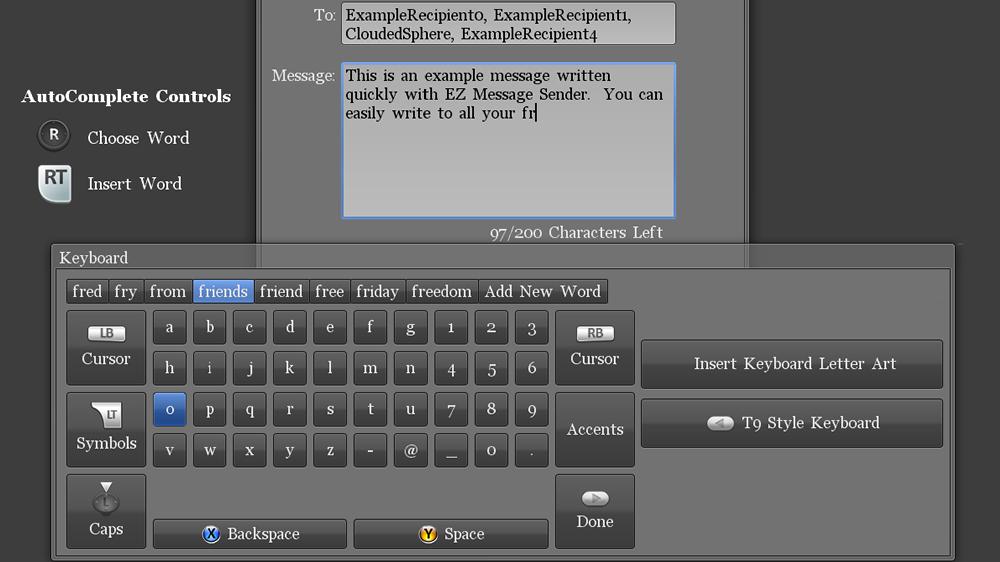 To: ExampleRecipient0, ExampleRecipient1,
CloudedSphere, ExampleRecipient4
Message: This is an example message written
quickly with EZ Message Sender. You can
easily write to all your fr
97/200 Characters Left
AutoComplete Controls
R Choose Word
RT Insert Word
Keyboard
fred fry from friends friend free friday freedom Add New Word
LB Cursor
a b c d e f g 1 2 3
h i j k l m n 4 5 6
RB Cursor
Insert Keyboard Letter Art
LT Symbols
o p q r s t u 7 8 9
v w x y z - @ _ 0 .
Accents
T9 Style Keyboard
L Caps
X Backspace
Y Space
Done